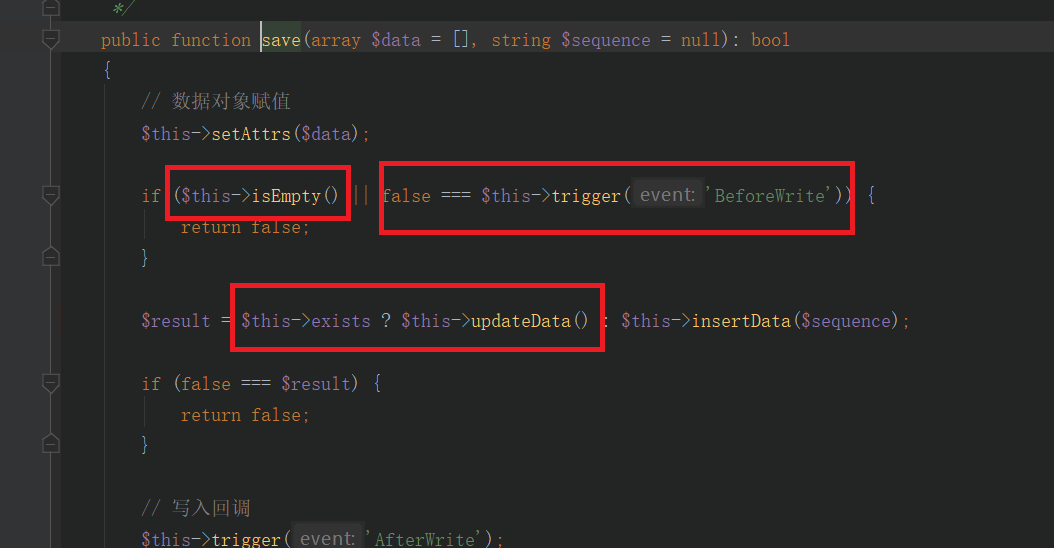 */
public function save(array $data = [], string $sequence = null): bool
{
// 数据对象赋值
$this->setAttrs($data);
if ($this->isEmpty() || false === $this->trigger( event: 'BeforeWrite')) {
return false;
}
$result = $this->exists ? $this->updateData() : $this->insertData($sequence);
if (false === $result) {
return false;
}
// 写入回调
$this->trigger( event: 'AfterWrite');